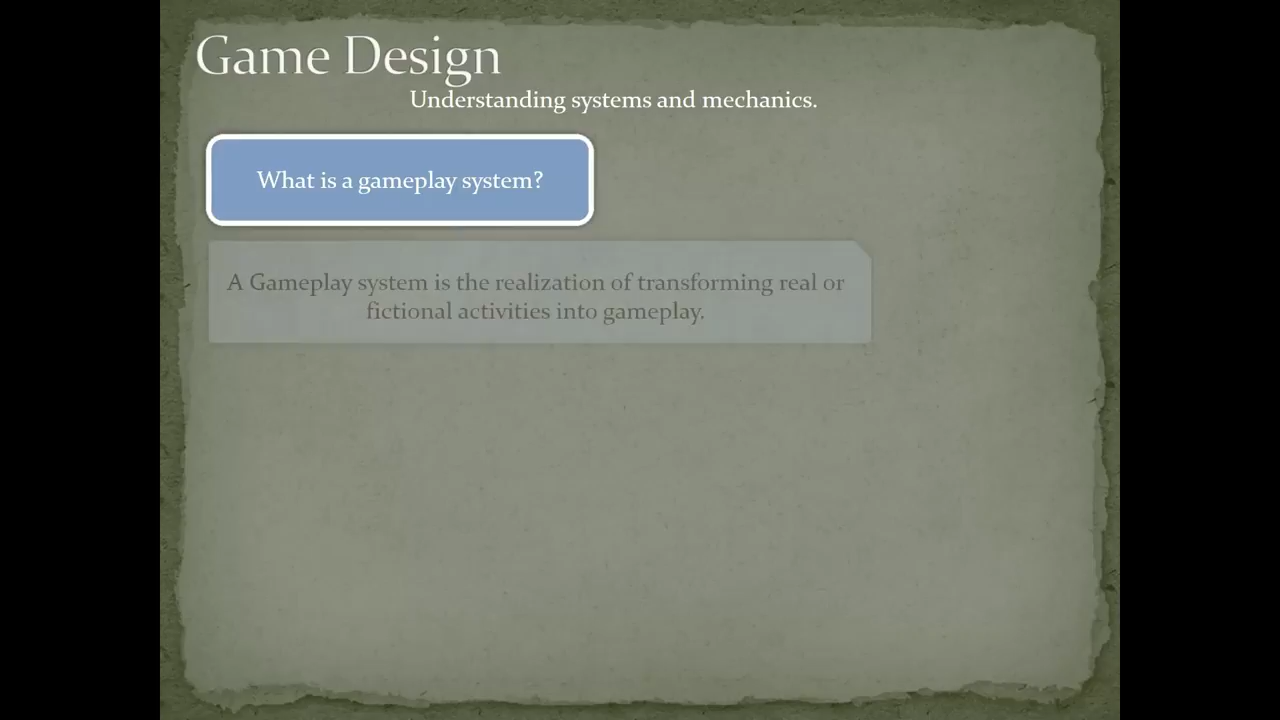 Game Design
Understanding systems and mechanics.
What is a gameplay system?
A Gameplay system is the realization of transforming real or
fictional activities into gameplay.